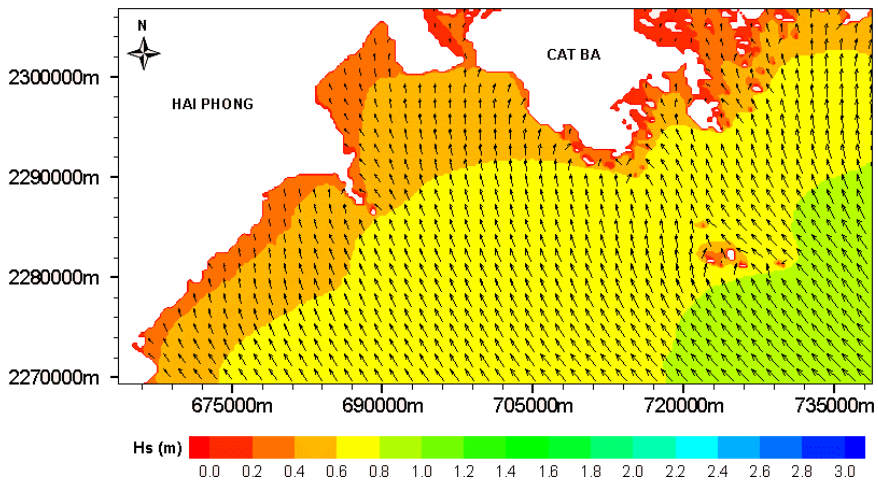 N
CAT BA
HAI PHONG
2300000m
2290000m
2280000m
2270000m
675000m 690000m 705000m 720000m 735000m
Hs (m)
0.0 0.2 0.4 0.6 0.8 1.0 1.2 1.4 1.6 1.8 2.0 2.2 2.4 2.6 2.8 3.0